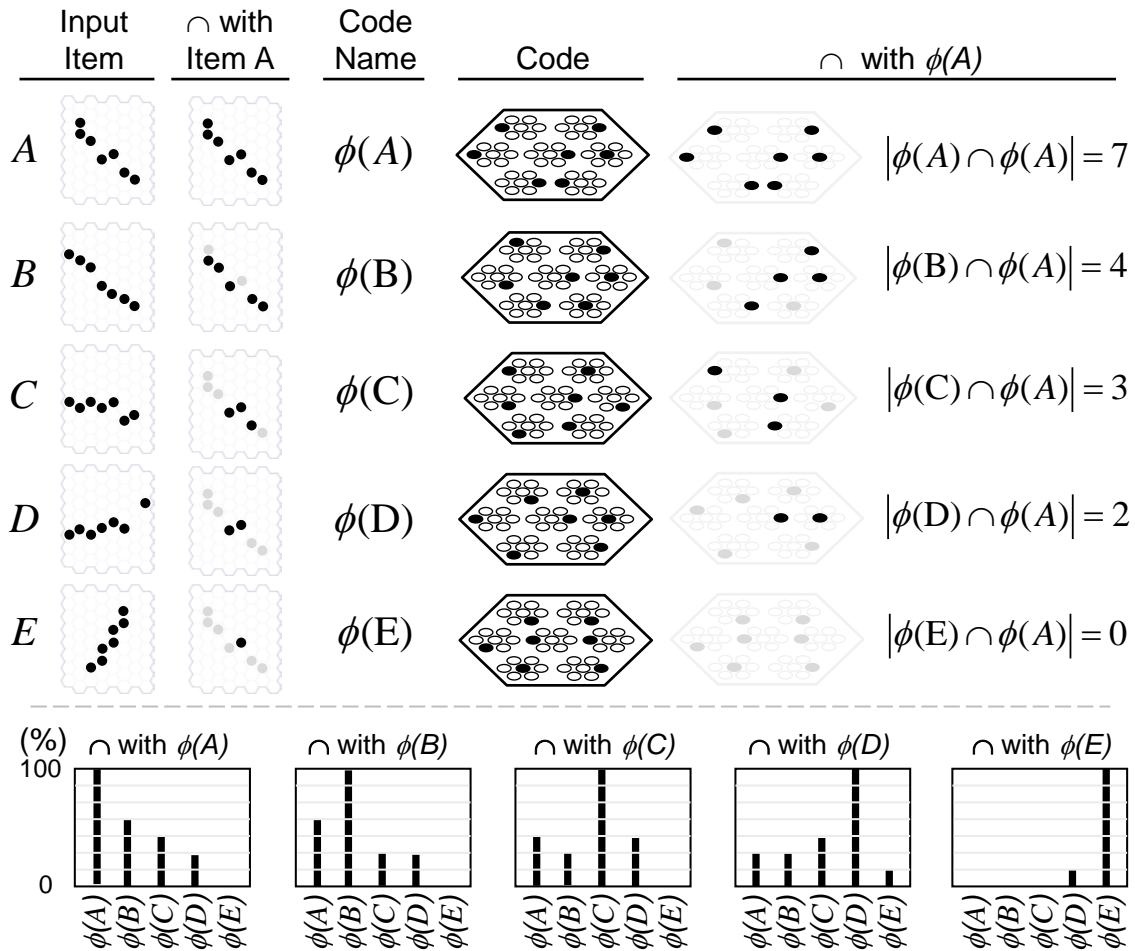 Input Item
∩ with Item A
Code Name
Code
∩ with ϕ(A)
A ϕ(A) |ϕ(A) ∩ ϕ(A)| = 7
B ϕ(B) |ϕ(B) ∩ ϕ(A)| = 4
C ϕ(C) |ϕ(C) ∩ ϕ(A)| = 3
D ϕ(D) |ϕ(D) ∩ ϕ(A)| = 2
E ϕ(E) |ϕ(E) ∩ ϕ(A)| = 0
(%) ∩ with ϕ(A) ∩ with ϕ(B) ∩ with ϕ(C) ∩ with ϕ(D) ∩ with ϕ(E)
100
0
ϕ(A) ϕ(B) ϕ(C) ϕ(D) ϕ(E) ϕ(A) ϕ(B) ϕ(C) ϕ(D) ϕ(E) ϕ(A) ϕ(B) ϕ(C) ϕ(D) ϕ(E) ϕ(A) ϕ(B) ϕ(C) ϕ(D) ϕ(E) ϕ(A) ϕ(B) ϕ(C) ϕ(D) ϕ(E)